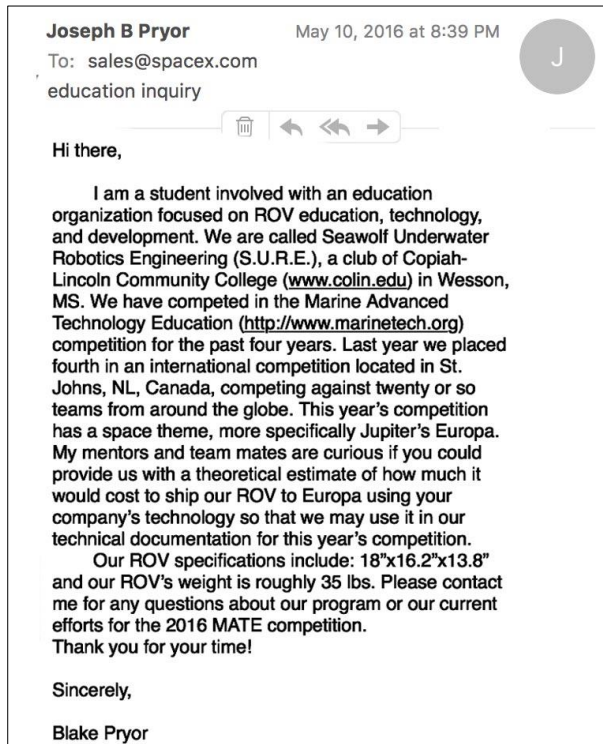 Joseph B Pryor May 10, 2016 at 8:39 PM
J
To: sales@spacex.com
education inquiry
Hi there,
I am a student involved with an education
organization focused on ROV education, technology,
and development. We are called Seawolf Underwater
Robotics Engineering (S.U.R.E.), a club of Copiah-
Lincoln Community College (www.colin.edu) in Wesson,
MS. We have competed in the Marine Advanced
Technology Education (http://www.marinetech.org)
competition for the past four years. Last year we placed
fourth in an international competition located in St.
Johns, NL, Canada, competing against twenty or so
teams from around the globe. This year's competition
has a space theme, more specifically Jupiter's Europa.
My mentors and team mates are curious if you could
provide us with a theoretical estimate of how much it
would cost to ship our ROV to Europa using your
company's technology so that we may use it in our
technical documentation for this year's competition.
Our ROV specifications include: 18”x16.2”x13.8”
and our ROV's weight is roughly 35 lbs. Please contact
me for any questions about our program or our current
efforts for the 2016 MATE competition.
Thank you for your time!
Sincerely,
Blake Pryor